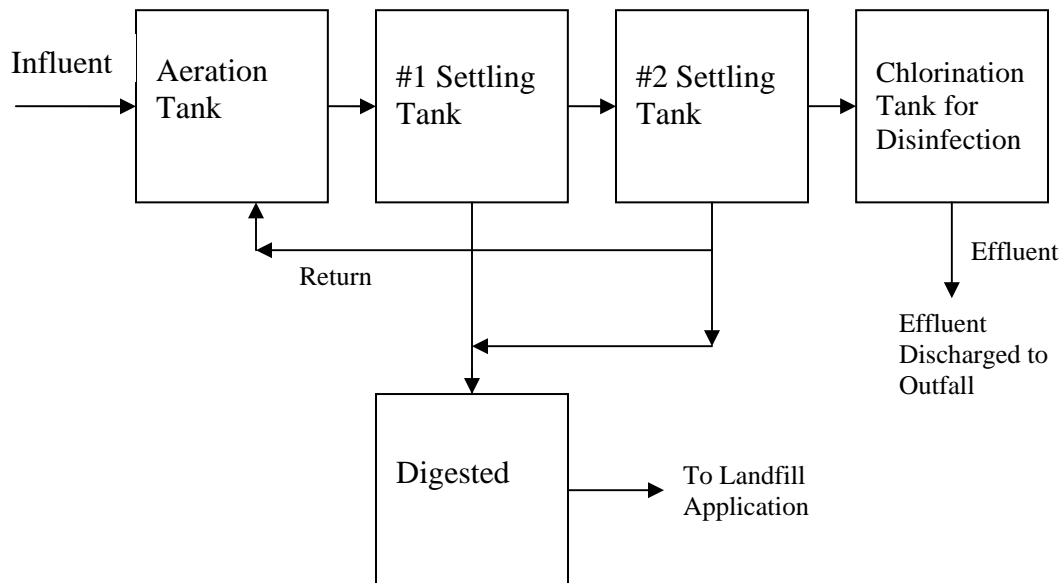 Influent
Aeration
Tank
#1 Settling
Tank
#2 Settling
Tank
Chlorination
Tank for
Disinfection
Return
Effluent
Effluent
Discharged to
Outfall
Digested
To Landfill
Application